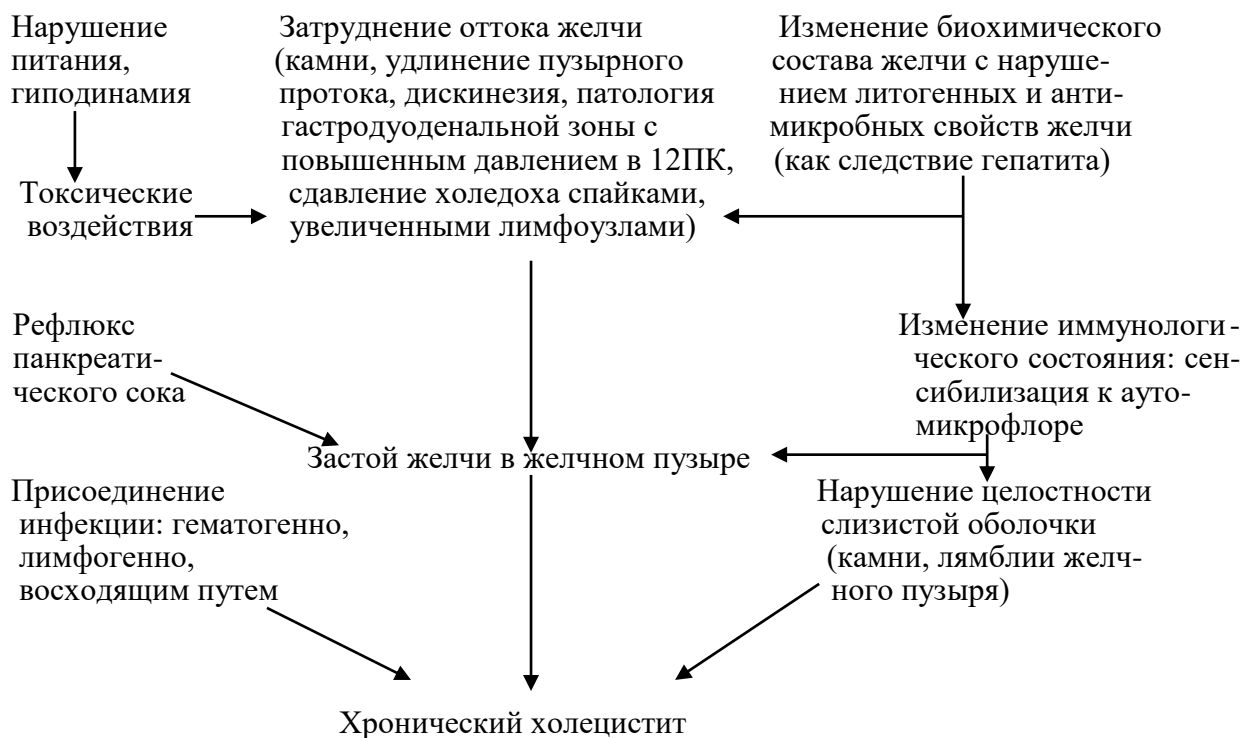 Нарушение
питания,
гиподинамия
Затруднение оттока желчи
(камни, удлинение пузырного
протока, дискинезия, патология
гастродуоденальной зоны с
повышенным давлением в 12ПК,
сдавление холедоха спайками,
увеличенными лимфоузлами)
Изменение биохимического
состава желчи с наруше-
нием литогенных и анти-
микробных свойств желчи
(как следствие гепатита)
Токсические
воздействия
Рефлюкс
панкреати-
ческого сока
Изменение иммунологи-
ческого состояния: сен-
сибилизация к ауто-
микрофлоре
Застой желчи в желчном пузыре
Присоединение
инфекции: гематогенно,
лимфогенно,
восходящим путем
Нарушение целостности
слизистой оболочки
(камни, лямблии желч-
ного пузыря)
Хронический холецистит